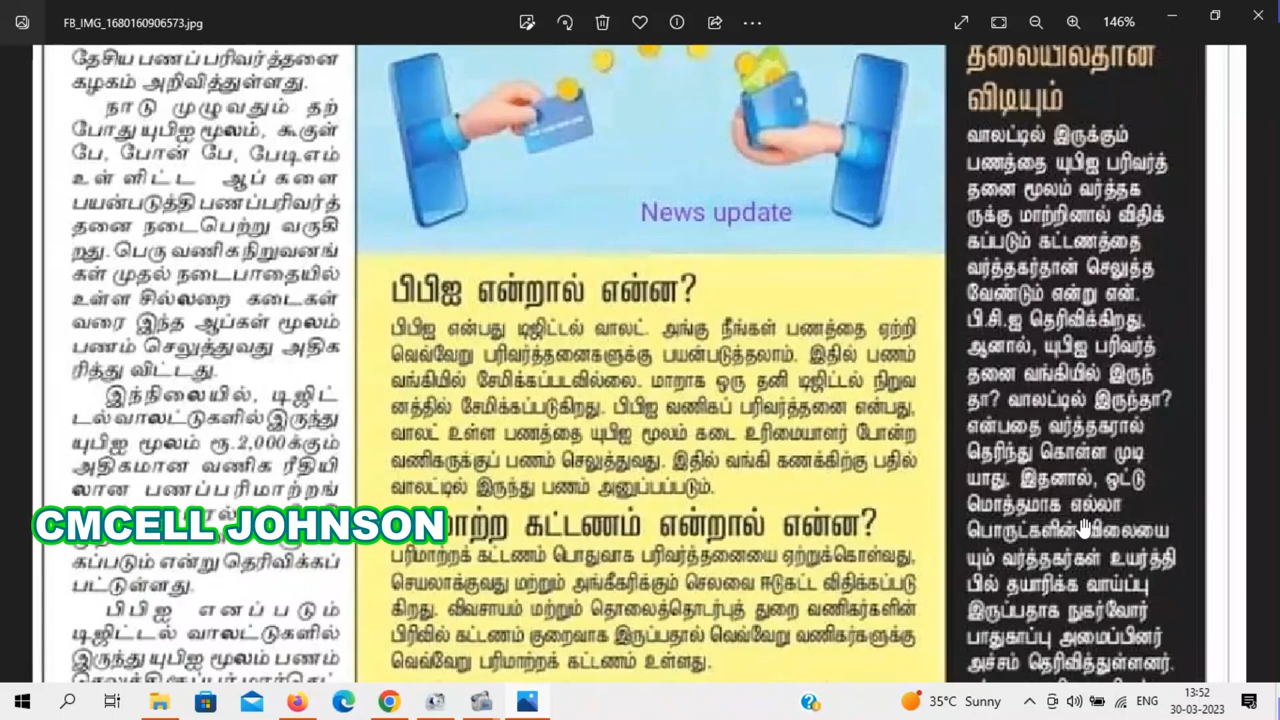 FB_IMG_1680160906573.jpg
146%
தேசிய பணப் பரிவர்த்தனை
கழகம் அறிவித்துள்ளது.
நாடு முழுவதும் தற்
போது யுபிஐ மூலம், கூகுள்
பே, போன் பே, பேடிஎம்
உள்ளிட்ட ஆப்களை
பயன்படுத்தி பணப்பரிவர்த்
தனை நடைபெற்று வருகி
றது. பெரு வணிக நிறுவனங்
கள் முதல் நடைபாதையில்
உள்ள சில்லறை கடைகள்
வரை இந்த ஆப்கள் மூலம்
பணம் செலுத்துவது அதிக
ரித்து விட்டது.
இந்நிலையில், டிஜிட்
டல் வாலட்டுகளில் இருந்து
யுபிஐ மூலம் ரூ.2,000க்கும்
அதிகமான வணிக ரீதியி
லான பணப்பரிமாற்றங்
CMCELL JOHNSON
கப்படும் என்று தெரிவிக்கப்
பட்டுள்ளது.
பிபிஐ எனப்படும்
டிஜிட்டல் வாலட்டுகளில்
இருந்து யுபிஐ மூலம் பணம்
News update
பிபிஐ என்றால் என்ன?
பிபிஐ என்பது டிஜிட்டல் வாலட். அங்கு நீங்கள் பணத்தை ஏற்றி
வெவ்வேறு பரிவர்த்தனைகளுக்கு பயன்படுத்தலாம். இதில் பணம்
வங்கியில் சேமிக்கப்படவில்லை. மாறாக ஒரு தனி டிஜிட்டல் நிறுவ
னத்தில் சேமிக்கப்படுகிறது. பிபிஐ வணிகப் பரிவர்த்தனை என்பது,
வாலட் உள்ள பணத்தை யுபிஐ மூலம் கடை உரிமையாளர் போன்ற
வணிகருக்குப் பணம் செலுத்துவது. இதில் வங்கி கணக்கிற்கு பதில்
வாலட்டில் இருந்து பணம் அனுப்பப்படும்.
மாற்ற கட்டணம் என்றால் என்ன?
பரிமாற்றக் கட்டணம் பொதுவாக பரிவர்த்தனையை ஏற்றுக்கொள்வது,
செயலாக்குவது மற்றும் அங்கீகரிக்கும் செலவை ஈடுகட்ட விதிக்கப்படு
கிறது. விவசாயம் மற்றும் தொலைத்தொடர்புத் துறை வணிகர்களின்
பிரிவில் கட்டணம் குறைவாக இருப்பதால் வெவ்வேறு வணிகர்களுக்கு
வெவ்வேறு பரிமாற்றக் கட்டணம் உள்ளது.
தலையில்தான்
விடியும்
வாலட்டில் இருக்கும்
பணத்தை யுபிஐ பரிவர்த்
தனை மூலம் வர்த்தக
ருக்கு மாற்றினால் விதிக்
கப்படும் கட்டணத்தை
வர்த்தகர்தான் செலுத்த
வேண்டும் என்று என்.
பி.சி.ஐ தெரிவிக்கிறது.
ஆனால், யுபிஐ பரிவர்த்
தனை வங்கியில் இருந்
தா? வாலட்டில் இருந்தா?
என்பதை வர்த்தகரால்
தெரிந்து கொள்ள முடி
யாது. இதனால், ஒட்டு
மொத்தமாக எல்லா
பொருட்களின் விலையை
யும் வர்த்தகர்கள் உயர்த்தி
பில் தயாரிக்க வாய்ப்பு
இருப்பதாக நுகர்வோர்
பாதுகாப்பு அமைப்பினர்
அச்சம் தெரிவித்துள்ளனர்.
35°C Sunny
ENG
13:52
30-03-2023